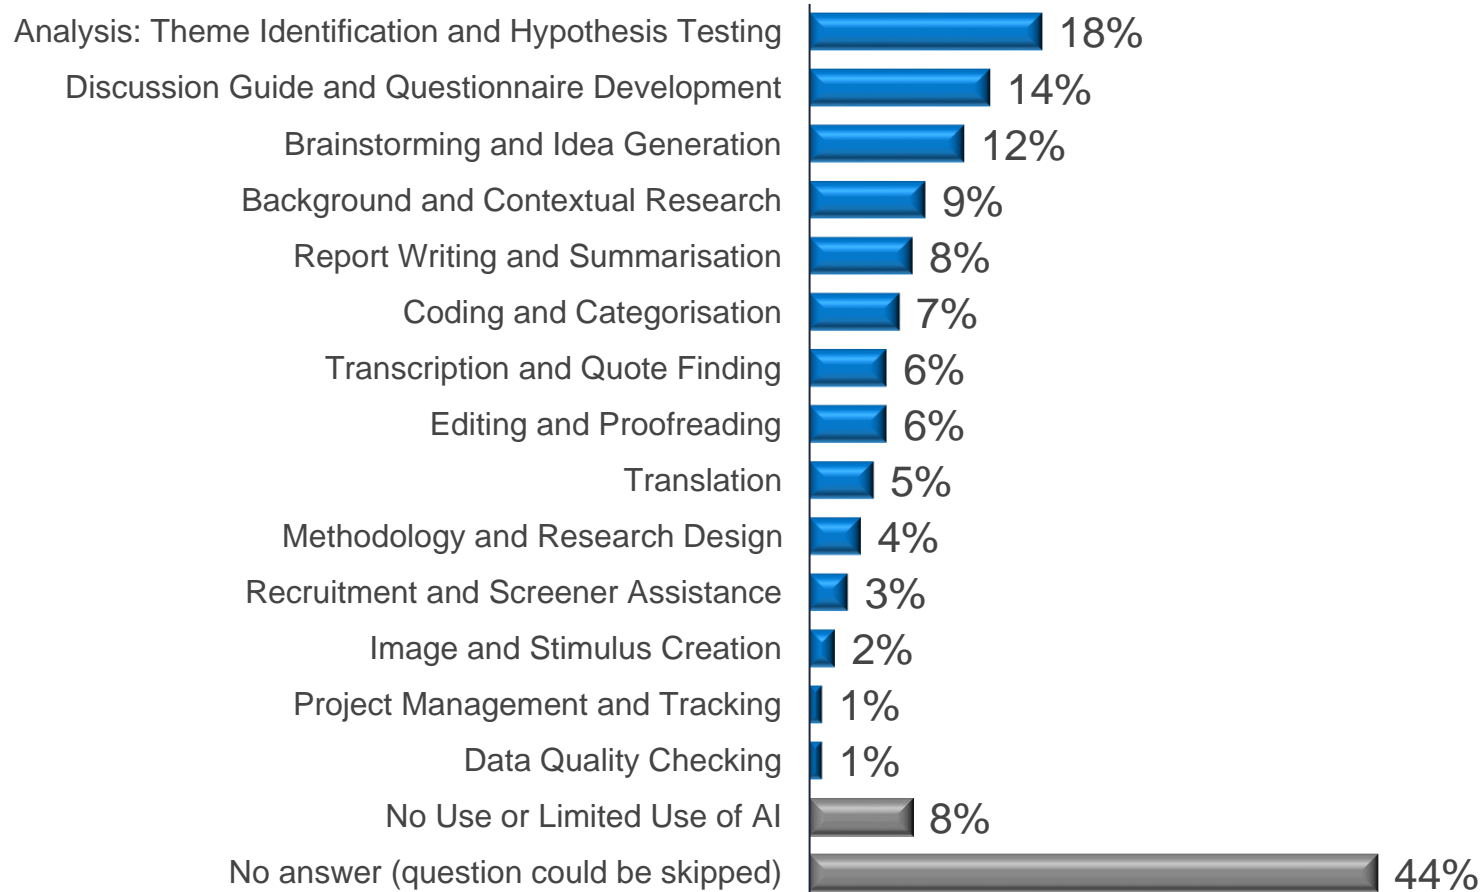 Analysis: Theme Identification and Hypothesis Testing 18%
Discussion Guide and Questionnaire Development 14%
Brainstorming and Idea Generation 12%
Background and Contextual Research 9%
Report Writing and Summarisation 8%
Coding and Categorisation 7%
Transcription and Quote Finding 6%
Editing and Proofreading 6%
Translation 5%
Methodology and Research Design 4%
Recruitment and Screener Assistance 3%
Image and Stimulus Creation 2%
Project Management and Tracking 1%
Data Quality Checking 1%
No Use or Limited Use of AI 8%
No answer (question could be skipped) 44%